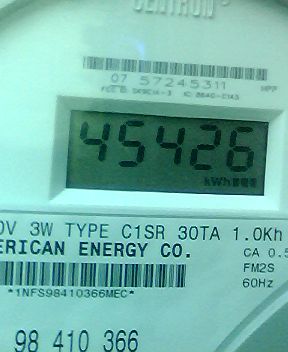 CENTRON®
07 57245311
45426
kWh
0V 3W TYPE C1SR 30TA 1.0Kh
ERICAN ENERGY CO.
CA 0.5
FM2S
60Hz
*1NFS98410366MEC*
98 410 366